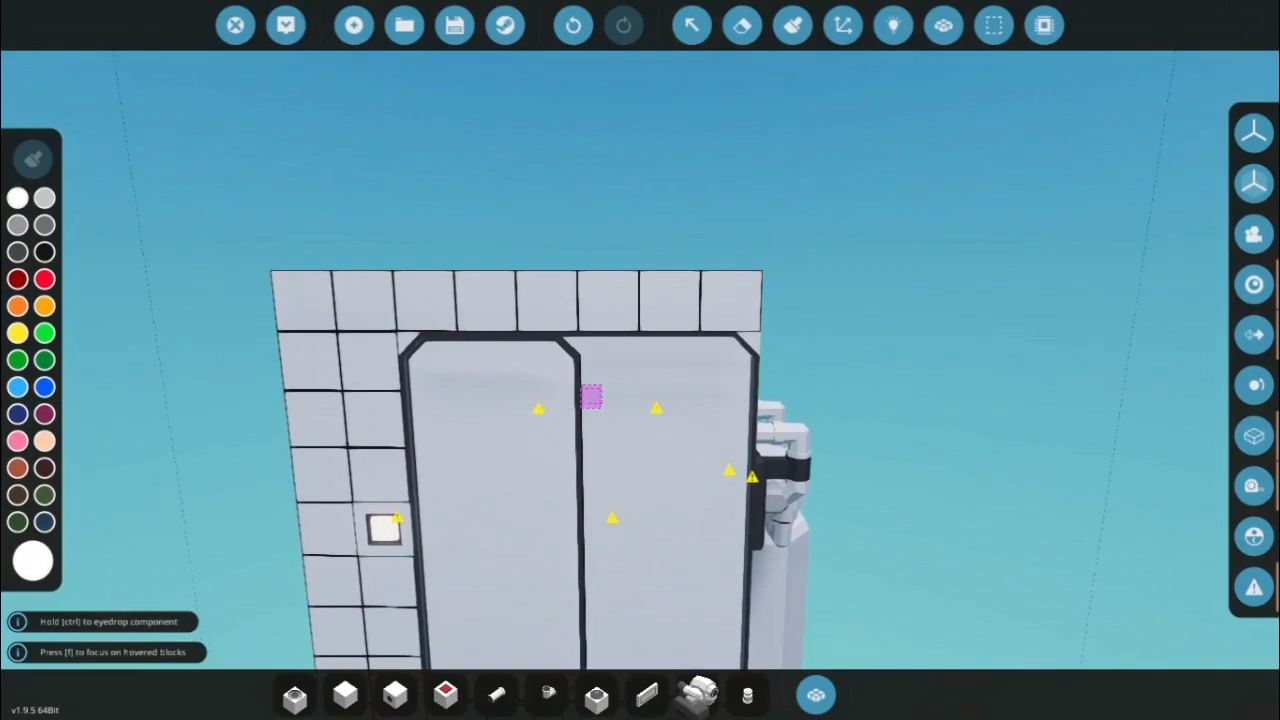 Hold [ctrl] to eyedrop component
Press [f] to focus on hovered blocks
v1.9.5 64Bit